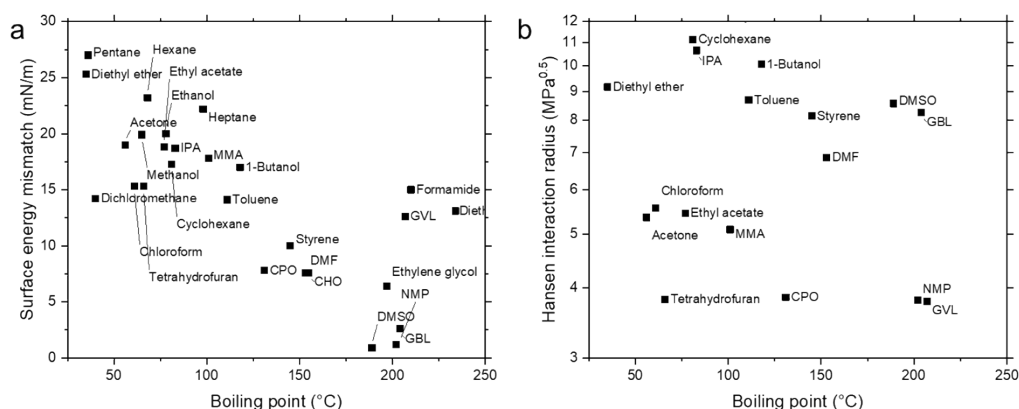 a
Surface energy mismatch (mN/m)
30
25
20
15
10
5
0
Pentane
Hexane
Diethyl ether
Ethyl acetate
Ethanol
Heptane
Acetone
IPA
MMA
1-Butanol
Methanol
Dichloromethane
Toluene
Cyclohexane
Formamide
GVL
Dieth
Styrene
Chloroform
Tetrahydrofuran
CPO
DMF
CHO
Ethylene glycol
NMP
DMSO
GBL
50
100
150
200
250
Boiling point (°C)
b
Hansen interaction radius (MPa0.5)
12
11
10
9
8
7
6
5
4
3
Cyclohexane
IPA
1-Butanol
Diethyl ether
Toluene
Styrene
DMSO
GBL
DMF
Chloroform
Acetone
Ethyl acetate
MMA
Tetrahydrofuran
CPO
NMP
GVL
50
100
150
200
250
Boiling point (°C)